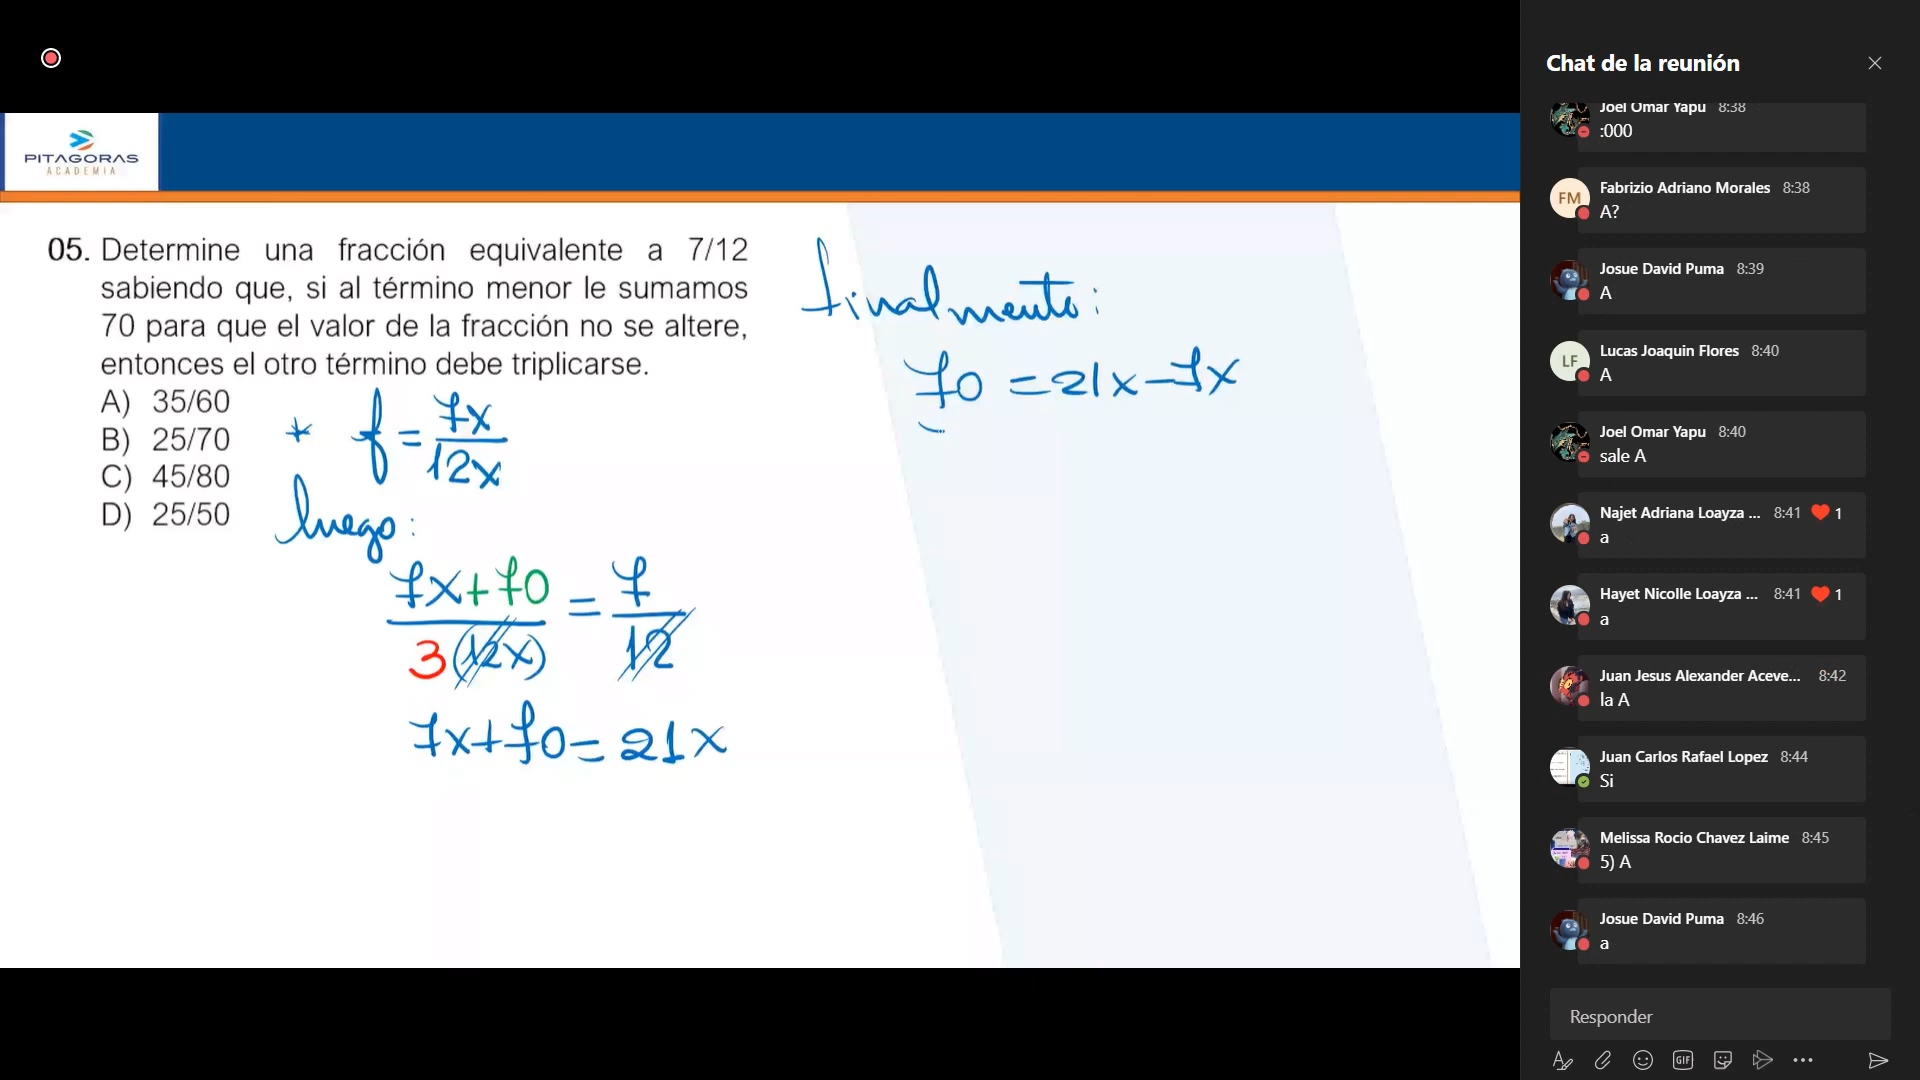 PITAGORAS
ACADEMIA
05. Determine una fracción equivalente a 7/12
sabiendo que, si al término menor le sumamos
70 para que el valor de la fracción no se altere,
entonces el otro término debe triplicarse.
A) 35/60
B) 25/70
C) 45/80
D) 25/50
* f = 7x
12x
luego:
7x+70 = 7
3(12x) 12
7x+70=21x
finalmente:
70 =21x-7x
Chat de la reunión
Joel Omar Yapu 8:38
:000
FM
Fabrizio Adriano Morales 8:38
A?
Josue David Puma 8:39
A
LF
Lucas Joaquin Flores 8:40
A
Joel Omar Yapu 8:40
sale A
Najet Adriana Loayza ... 8:41 1
a
Hayet Nicolle Loayza ... 8:41 1
a
Juan Jesus Alexander Aceve... 8:42
la A
Juan Carlos Rafael Lopez 8:44
Si
Melissa Rocio Chavez Laime 8:45
5) A
Josue David Puma 8:46
a
Responder
GIF